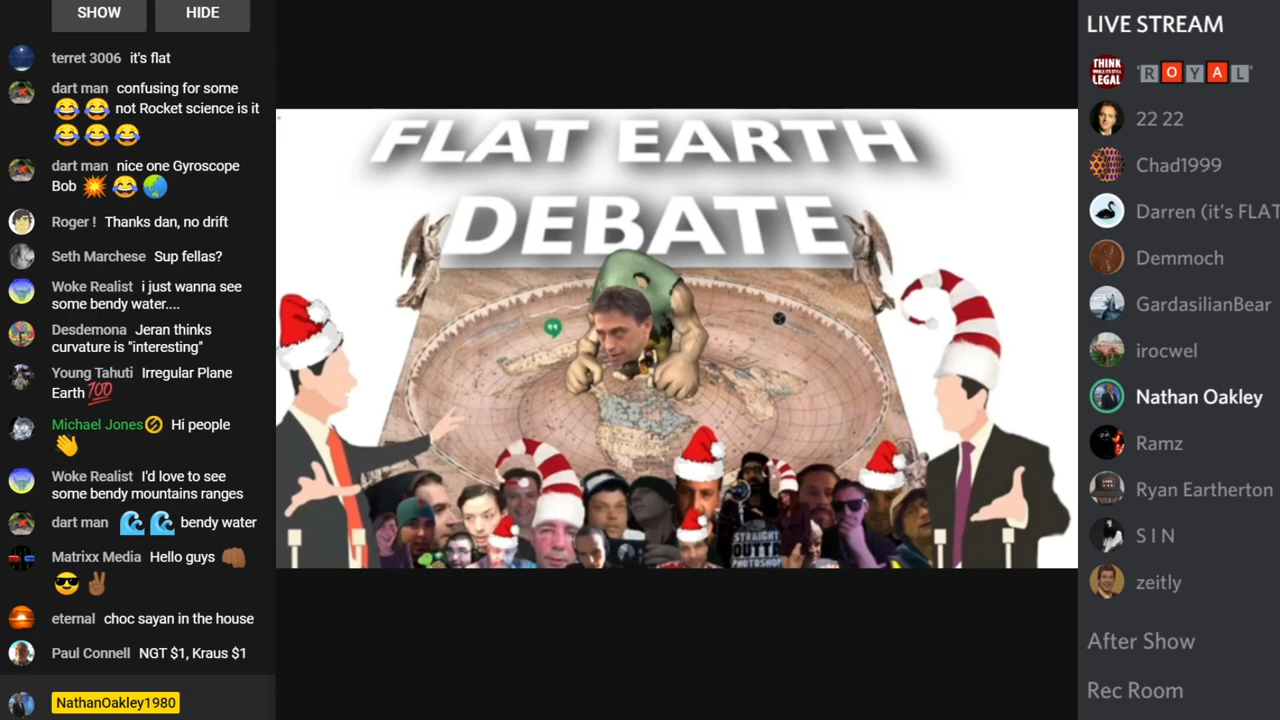 SHOW HIDE
terret 3006 it's flat
dart man confusing for some
😂 😂 not Rocket science is it
😂 😂 😂
dart man nice one Gyroscope
Bob 💥 😂 🌏
Roger ! Thanks dan, no drift
Seth Marchese Sup fellas?
Woke Realist i just wanna see
some bendy water....
Desdemona Jeran thinks
curvature is "interesting"
Young Tahuti Irregular Plane
Earth 💯
Michael Jones Hi people
👋
Woke Realist I'd love to see
some bendy mountains ranges
dart man 🌊 🌊 bendy water
Matrixx Media Hello guys 👊🏾
😎 ✌🏾
eternal choc sayan in the house
Paul Connell NGT $1, Kraus $1
NathanOakley1980
FLAT EARTH
DEBATE
STRAIGHT
OUTTA
PHOTOSHOP
LIVE STREAM
THINK
WHILE IT'S STILL
LEGAL
'ROYAL'
22 22
Chad1999
Darren (it's FLAT
Demmoch
GardasilianBear
irocwel
Nathan Oakley
Ramz
Ryan Eartherton
S I N
zeitly
After Show
Rec Room